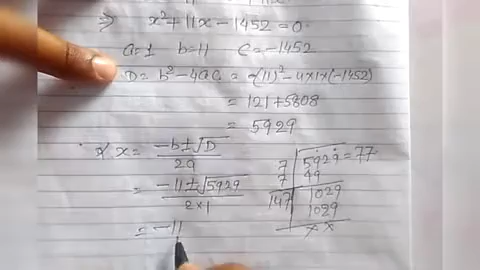 ⇒ x²+11x-1452=0.
a=1 b=11 c=-1452
D= b²-4ac = (11)²-4×1×(-1452)
= 121+5808
= 5929
x = -b±√D / 2a
= -11±√5929 / 2×1
= -11
7 | 5929 = 77
7 | 49
147 | 1029
1029
× ×